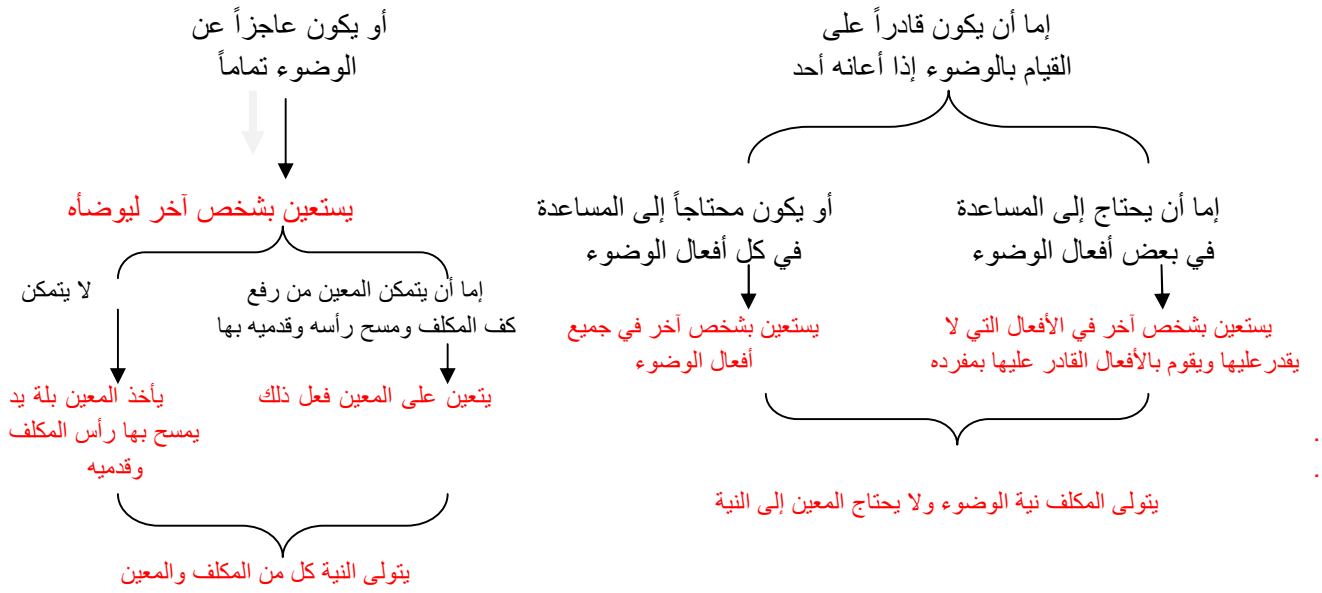 إما أن يكون قادراً على
القيام بالوضوء إذا أعانه أحد
أو يكون عاجزاً عن
الوضوء تماماً
إما أن يحتاج إلى المساعدة
في بعض أفعال الوضوء
أو يكون محتاجاً إلى المساعدة
في كل أفعال الوضوء
يستعين بشخص آخر ليوضأه
يستعين بشخص آخر في الأفعال التي لا
يقدرعليها ويقوم بالأفعال القادر عليها بمفرده
يستعين بشخص آخر في جميع
أفعال الوضوء
إما أن يتمكن المعين من رفع
كف المكلف ومسح رأسه وقدميه بها
لا يتمكن
يتعين على المعين فعل ذلك
يأخذ المعين بلة يد
يمسح بها رأس المكلف
وقدميه
.
.
يتولى المكلف نية الوضوء ولا يحتاج المعين إلى النية
يتولى النية كل من المكلف والمعين